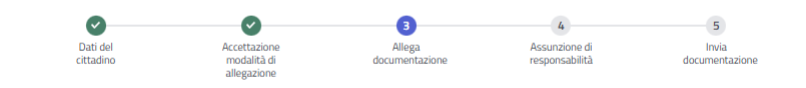 3
4
5
Dati del
cittadino
Accettazione
modalità di
allegazione
Allega
documentazione
Assunzione di
responsabilità
Invia
documentazione